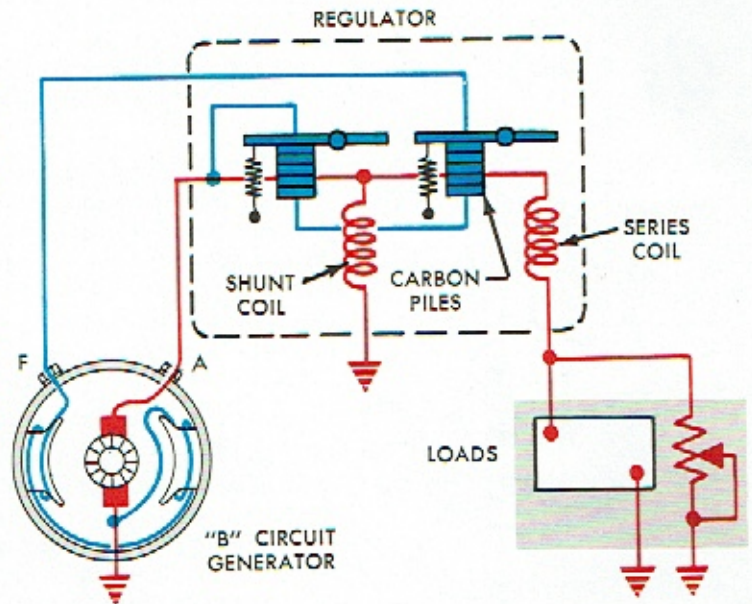 REGULATOR
SHUNT
COIL
CARBON
PILES
SERIES
COIL
F
A
LOADS
"B" CIRCUIT
GENERATOR